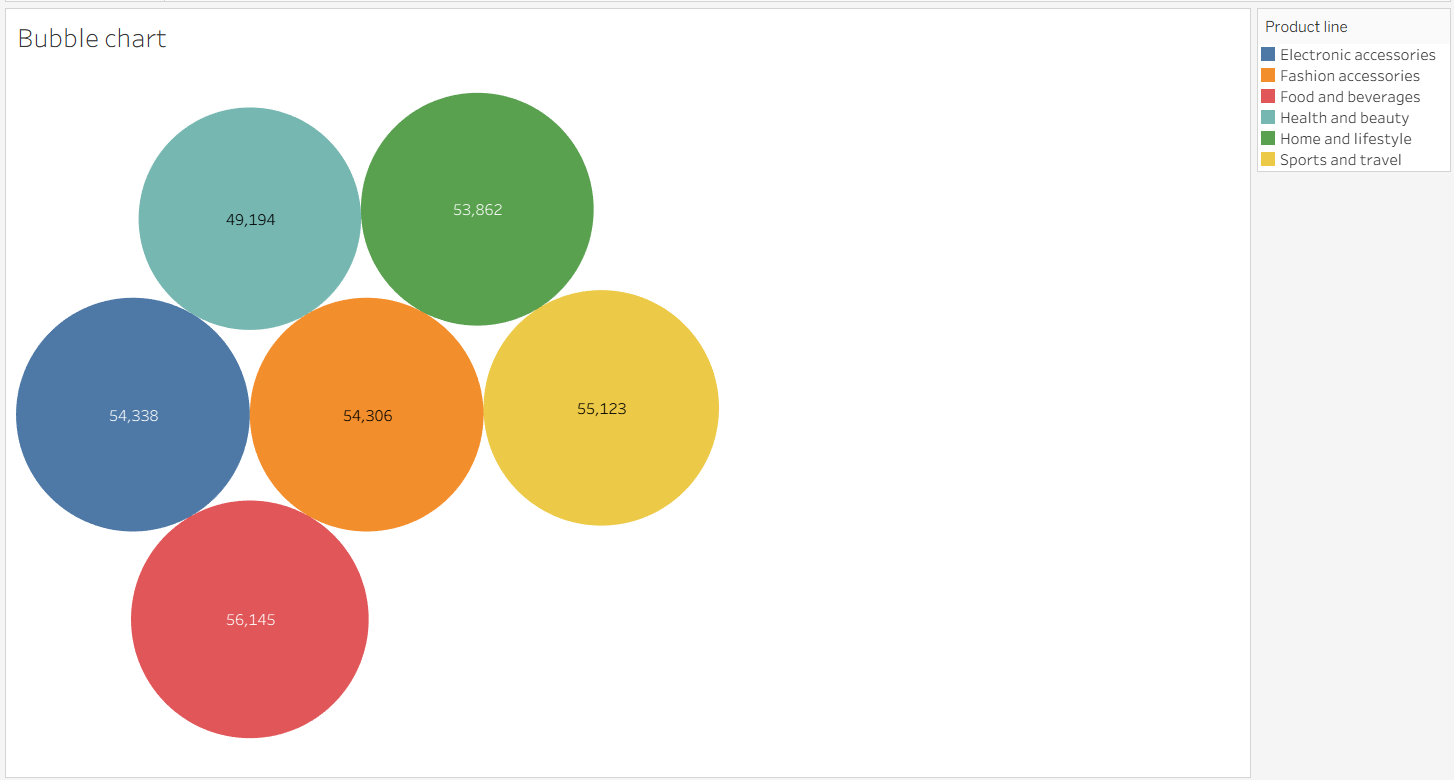 Bubble chart
49,194
53,862
54,338
54,306
55,123
56,145
Product line
Electronic accessories
Fashion accessories
Food and beverages
Health and beauty
Home and lifestyle
Sports and travel